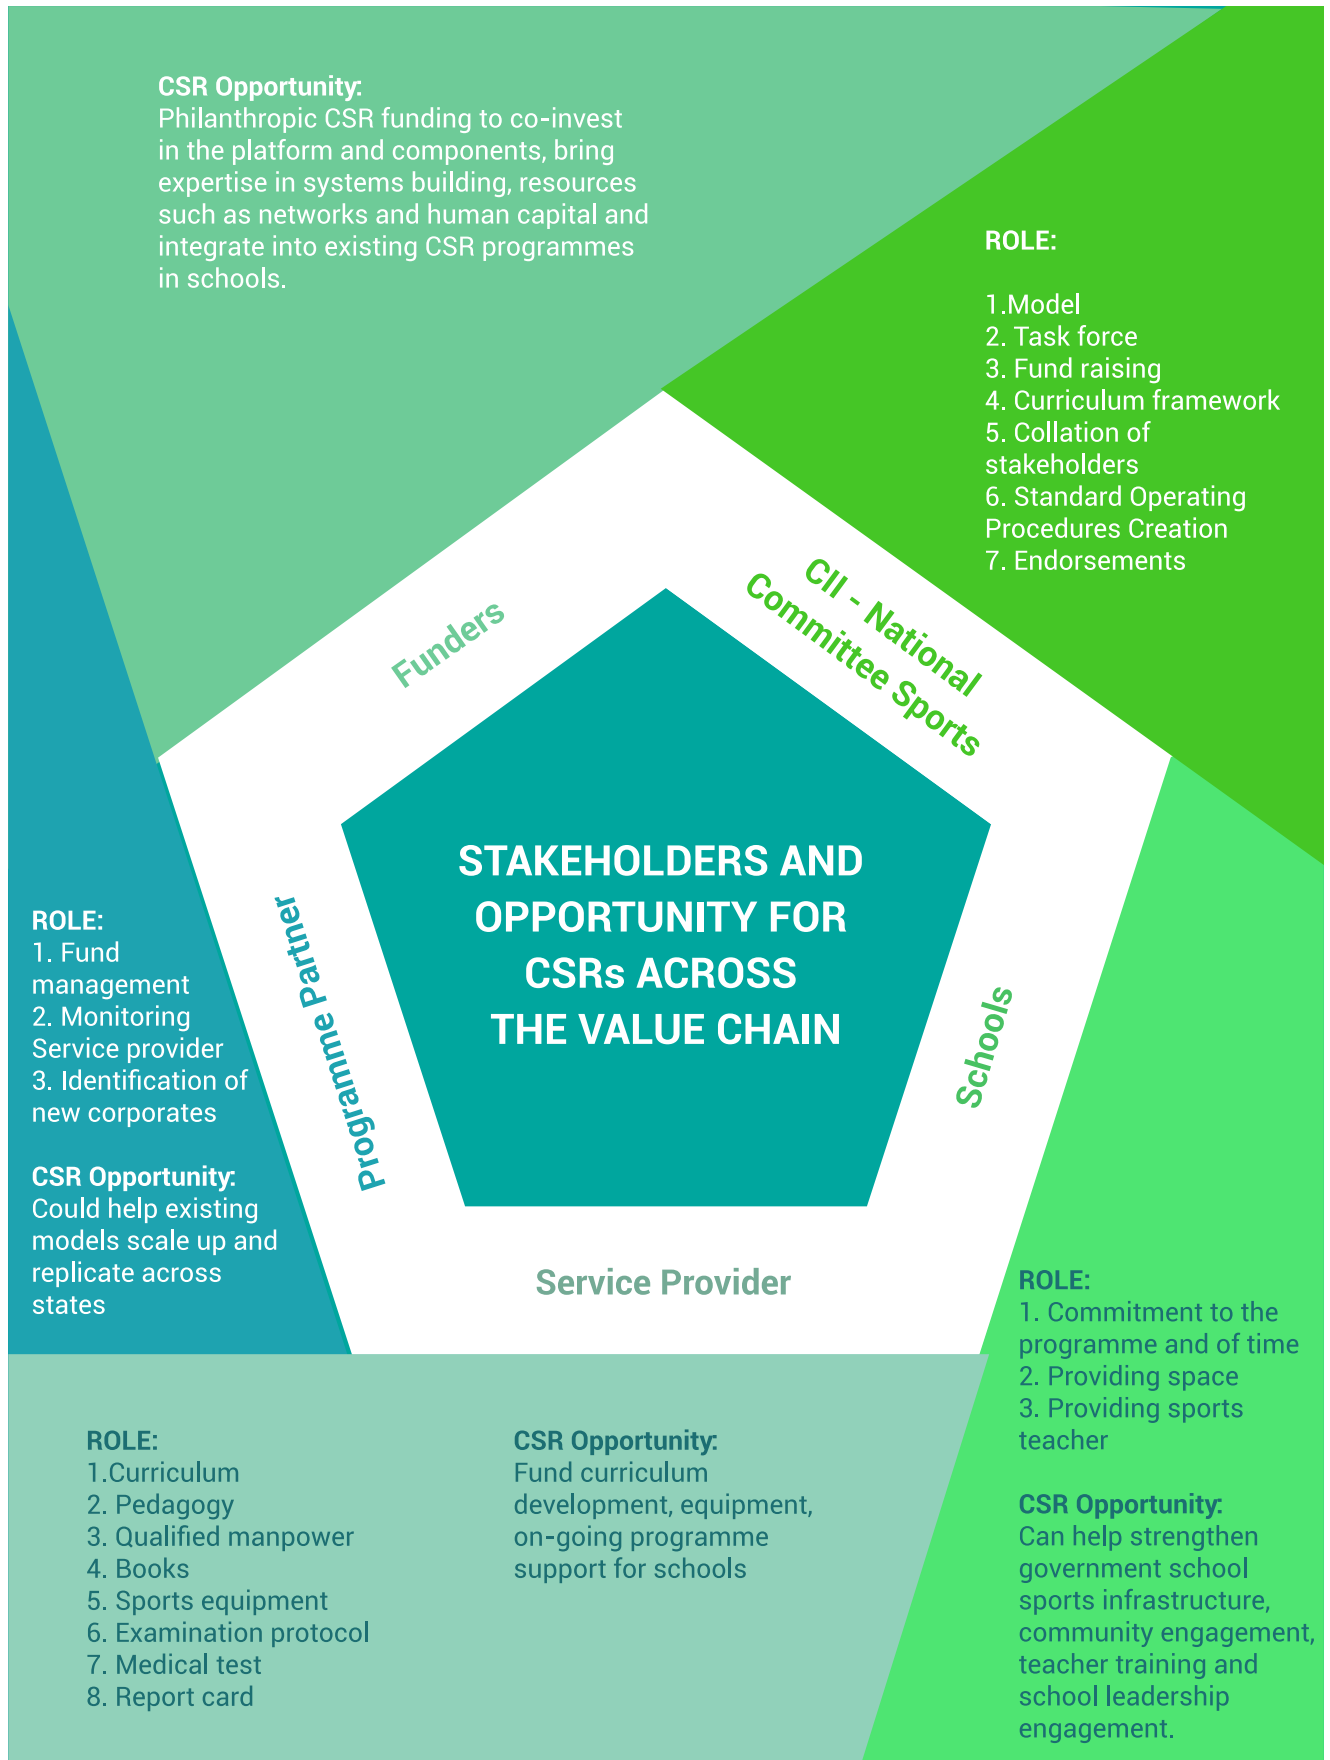 CSR Opportunity:
Philanthropic CSR funding to co-invest
in the platform and components, bring
expertise in systems building, resources
such as networks and human capital and
integrate into existing CSR programmes
in schools.
ROLE:
1.Model
2. Task force
3. Fund raising
4. Curriculum framework
5. Collation of
stakeholders
6. Standard Operating
Procedures Creation
7. Endorsements
Funders
CII - National
Committee Sports
STAKEHOLDERS AND
OPPORTUNITY FOR
CSRs ACROSS
THE VALUE CHAIN
Programme Partner
Schools
Service Provider
ROLE:
1. Fund
management
2. Monitoring
Service provider
3. Identification of
new corporates
CSR Opportunity:
Could help existing
models scale up and
replicate across
states
ROLE:
1. Commitment to the
programme and of time
2. Providing space
3. Providing sports
teacher
CSR Opportunity:
Can help strengthen
government school
sports infrastructure,
community engagement,
teacher training and
school leadership
engagement.
ROLE:
1.Curriculum
2. Pedagogy
3. Qualified manpower
4. Books
5. Sports equipment
6. Examination protocol
7. Medical test
8. Report card
CSR Opportunity:
Fund curriculum
development, equipment,
on-going programme
support for schools